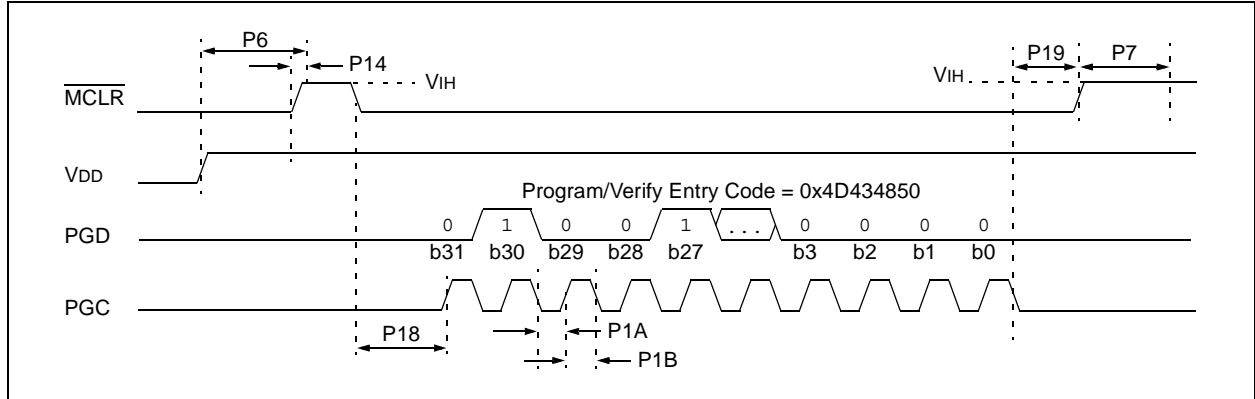 P6
P14
VIH
MCLR
VIH
P19 P7
VDD
Program/Verify Entry Code = 0x4D434850
PGD
0 1 0 0 1 ... 0 0 0 0
b31 b30 b29 b28 b27 b3 b2 b1 b0
PGC
P18
P1A
P1B